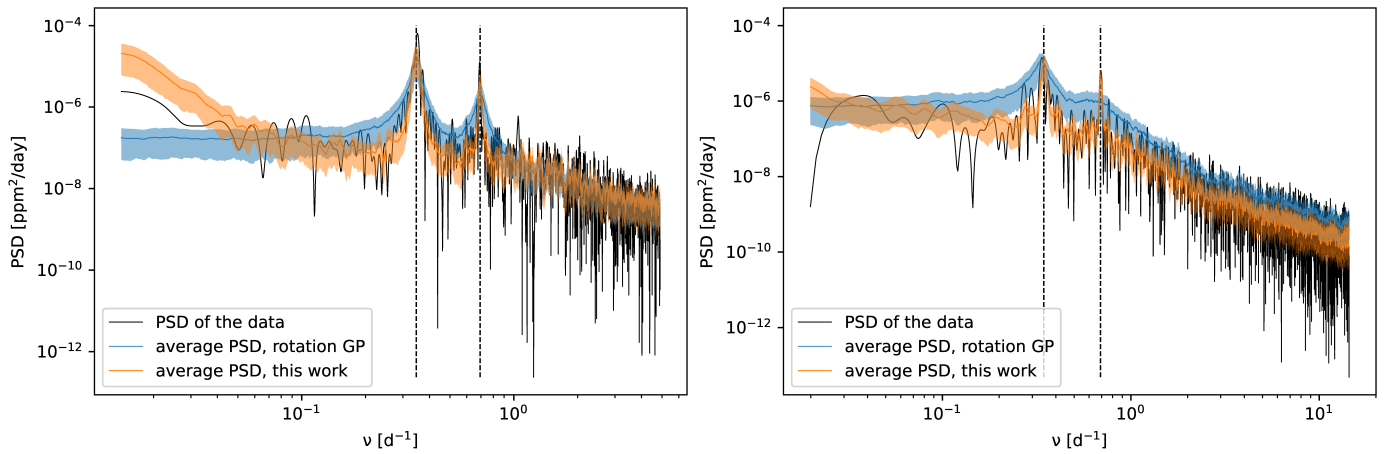 10⁻⁴
10⁻⁶
10⁻⁸
10⁻¹⁰
10⁻¹²
PSD [ppm²/day]
PSD of the data
average PSD, rotation GP
average PSD, this work
10⁻¹
10⁰
ν [d⁻¹]
10⁻⁴
10⁻⁶
10⁻⁸
10⁻¹⁰
10⁻¹²
PSD [ppm²/day]
PSD of the data
average PSD, rotation GP
average PSD, this work
10⁻¹
10⁰
10¹
ν [d⁻¹]